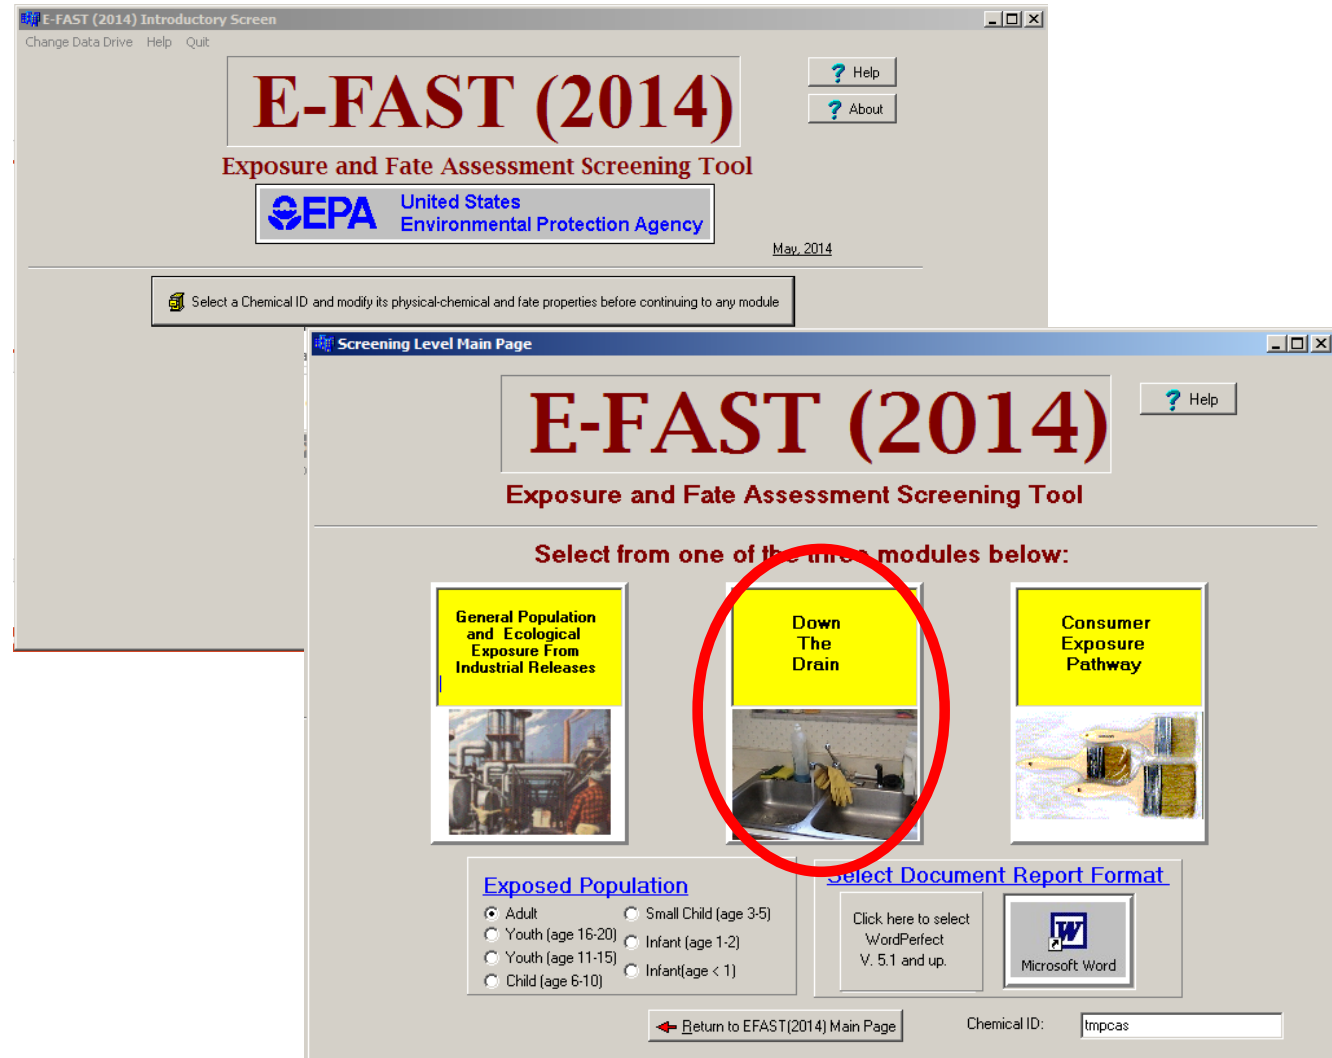 E-FAST (2014) Introductory Screen
Change Data Drive Help Quit
E-FAST (2014)
Help
About
Exposure and Fate Assessment Screening Tool
EPA
United States
Environmental Protection Agency
May, 2014
Select a Chemical ID and modify its physical-chemical and fate properties before continuing to any module
Screening Level Main Page
E-FAST (2014)
Help
Exposure and Fate Assessment Screening Tool
Select from one of the three modules below:
General Population
and Ecological
Exposure From
Industrial Releases
Down
The
Drain
Consumer
Exposure
Pathway
Exposed Population
Adult
Youth (age 16-20)
Youth (age 11-15)
Child (age 6-10)
Small Child (age 3-5)
Infant (age 1-2)
Infant(age < 1)
Select Document Report Format
Click here to select
WordPerfect
V. 5.1 and up.
W
Microsoft Word
Return to EFAST(2014) Main Page
Chemical ID:
tmpcas